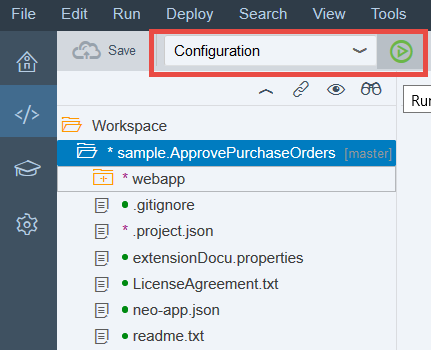 File Edit Run Deploy Search View Tools
Save Configuration
Run
Workspace
* sample.ApprovePurchaseOrders [master]
* webapp
.gitignore
* .project.json
extensionDocu.properties
LicenseAgreement.txt
neo-app.json
readme.txt